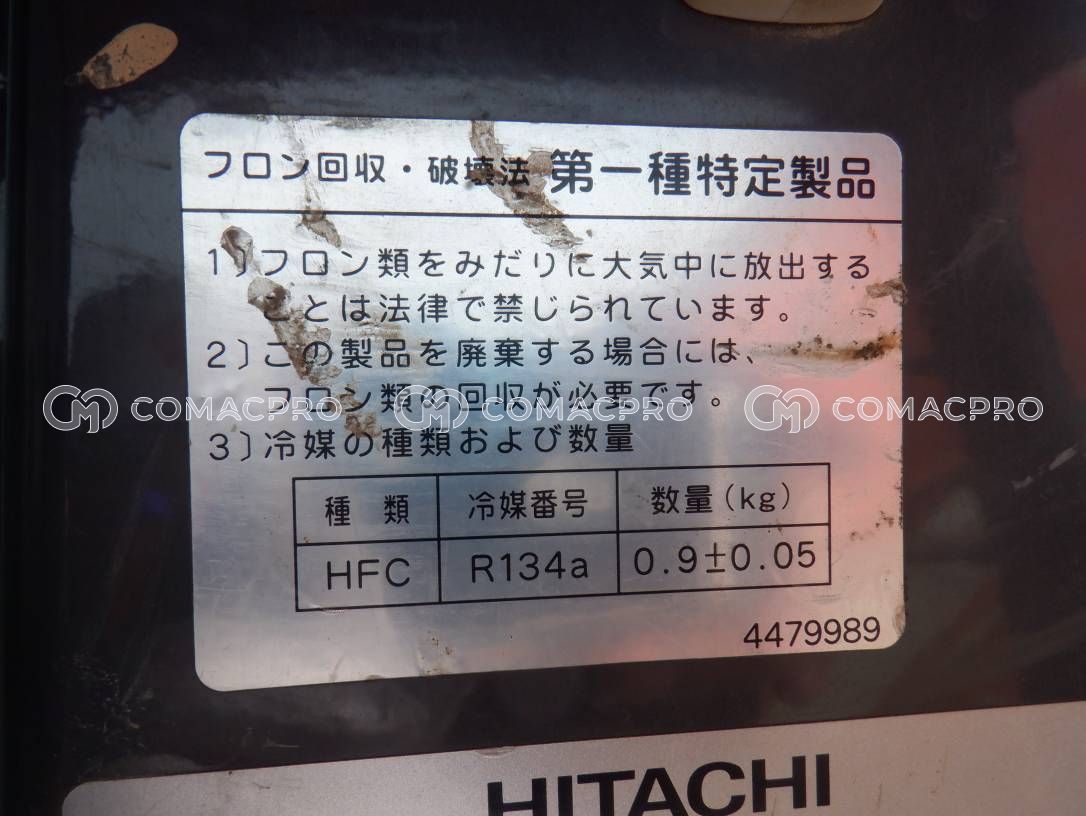 フロン回収・破壊法 第一種特定製品
1)フロン類をみだりに大気中に放出する
ことは法律で禁じられています。
2)この製品を廃棄する場合には、
フロン類の回収が必要です。
COMACPRO COMACPRO COMACPRO
3)冷媒の種類および数量
種 類 冷媒番号 数量(kg)
HFC R134a 0.9±0.05
4479989
HITACHI